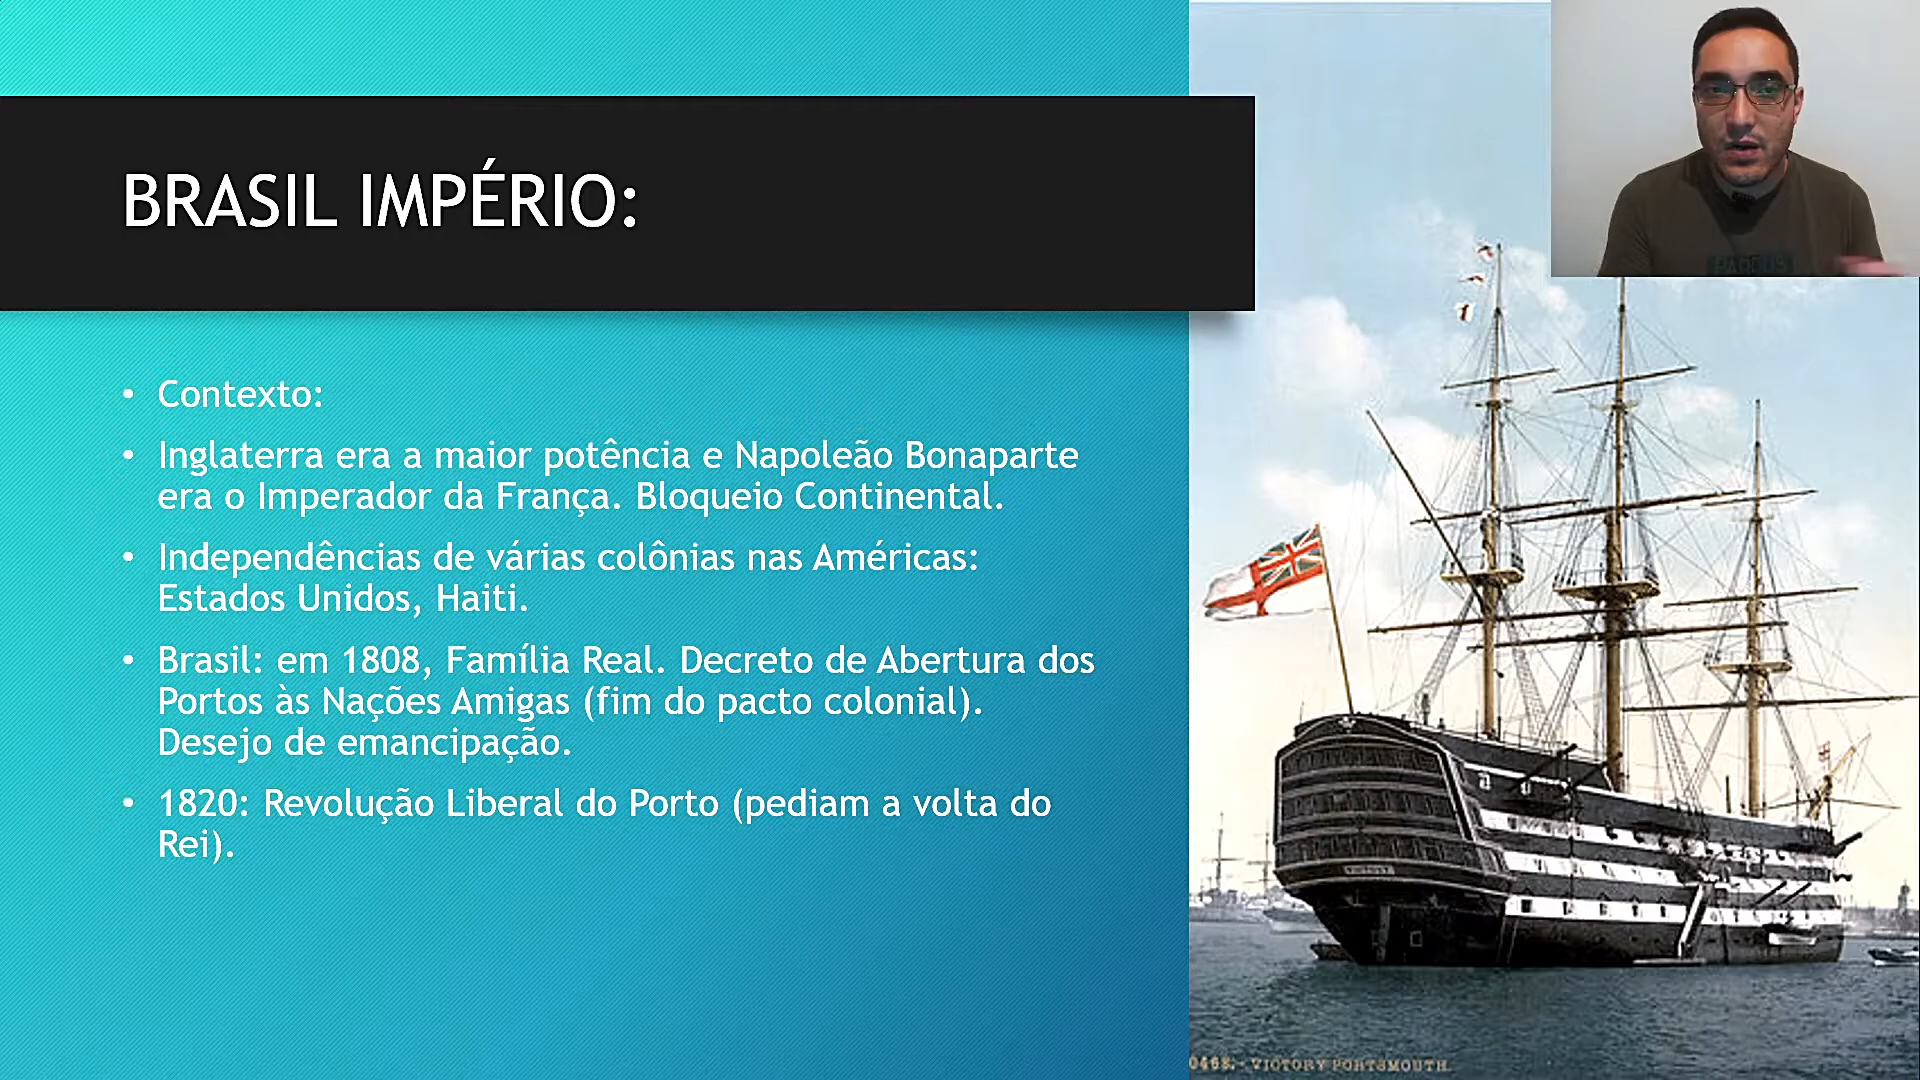 BRASIL IMPÉRIO:
• Contexto:
• Inglaterra era a maior potência e Napoleão Bonaparte
era o Imperador da França. Bloqueio Continental.
• Independências de várias colônias nas Américas:
Estados Unidos, Haiti.
• Brasil: em 1808, Família Real. Decreto de Abertura dos
Portos às Nações Amigas (fim do pacto colonial).
Desejo de emancipação.
• 1820: Revolução Liberal do Porto (pediam a volta do
Rei).
VICTORY
0468. - VICTORY PORTSMOUTH.